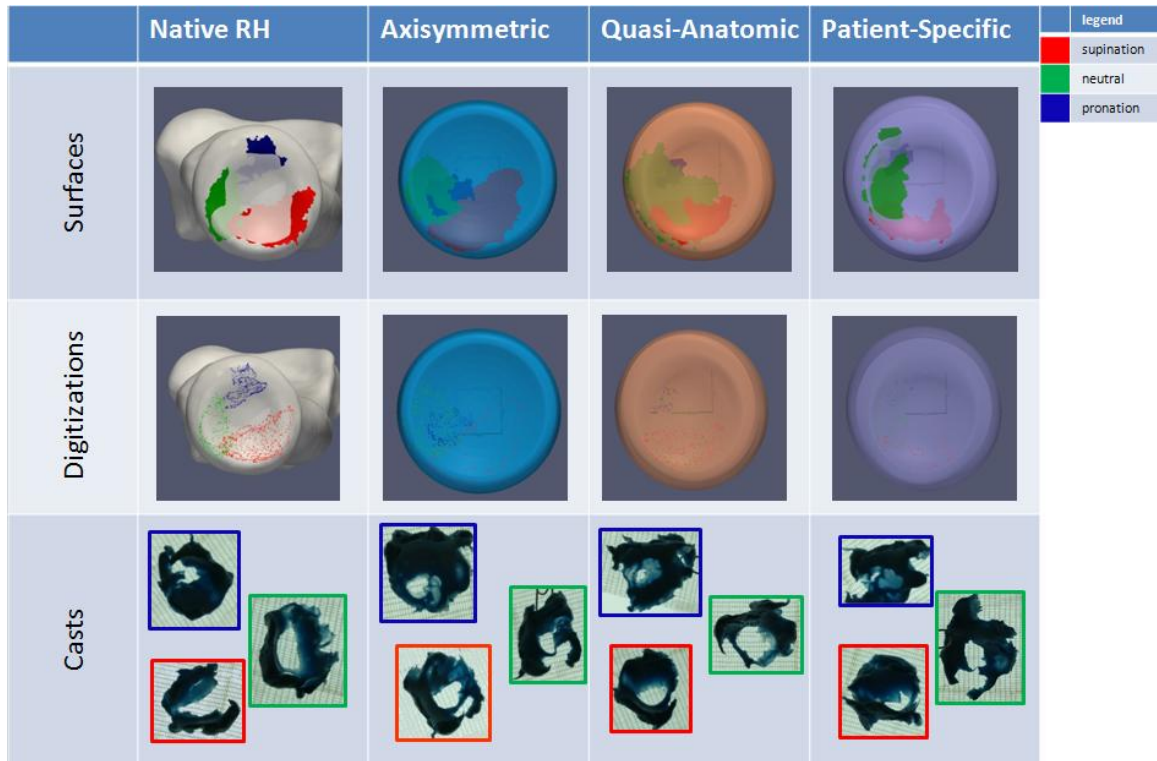 Native RH
Axisymmetric
Quasi-Anatomic
Patient-Specific
legend
supination
neutral
pronation
Surfaces
Digitizations
Casts